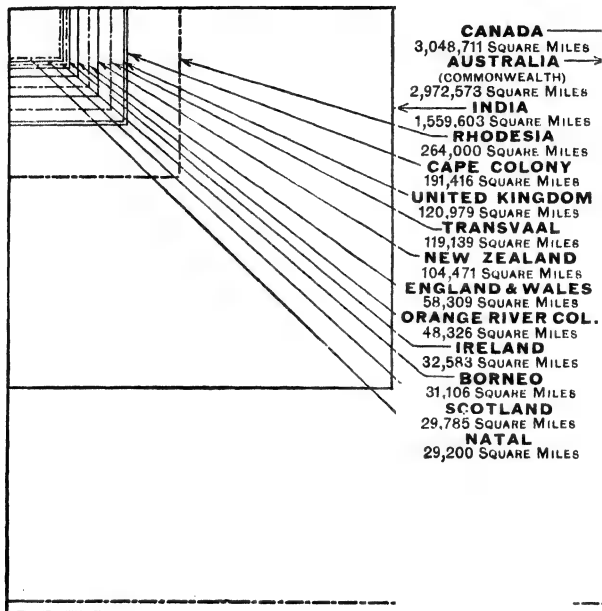 CANADA
3,048,711 SQUARE MILES
AUSTRALIA
(COMMONWEALTH)
2,972,573 SQUARE MILES
INDIA
1,559,603 SQUARE MILES
RHODESIA
264,000 SQUARE MILES
CAPE COLONY
191,416 SQUARE MILES
UNITED KINGDOM
120,979 SQUARE MILES
TRANSVAAL
119,139 SQUARE MILES
NEW ZEALAND
104,471 SQUARE MILES
ENGLAND & WALES
58,309 SQUARE MILES
ORANGE RIVER COL.
48,326 SQUARE MILES
IRELAND
32,583 SQUARE MILES
BORNEO
31,106 SQUARE MILES
SCOTLAND
29,785 SQUARE MILES
NATAL
29,200 SQUARE MILES